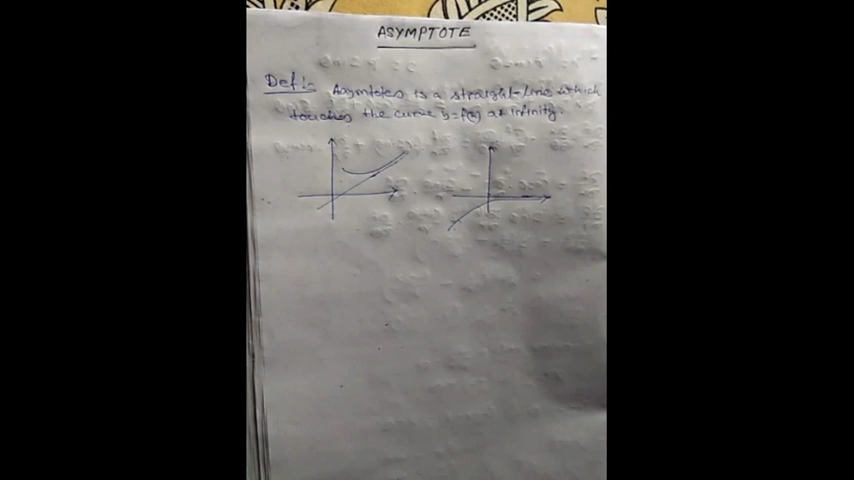 ASYMPTOTE
Def:- Asymptotes is a straight-line which
touches the curve y=f(x) at infinity.